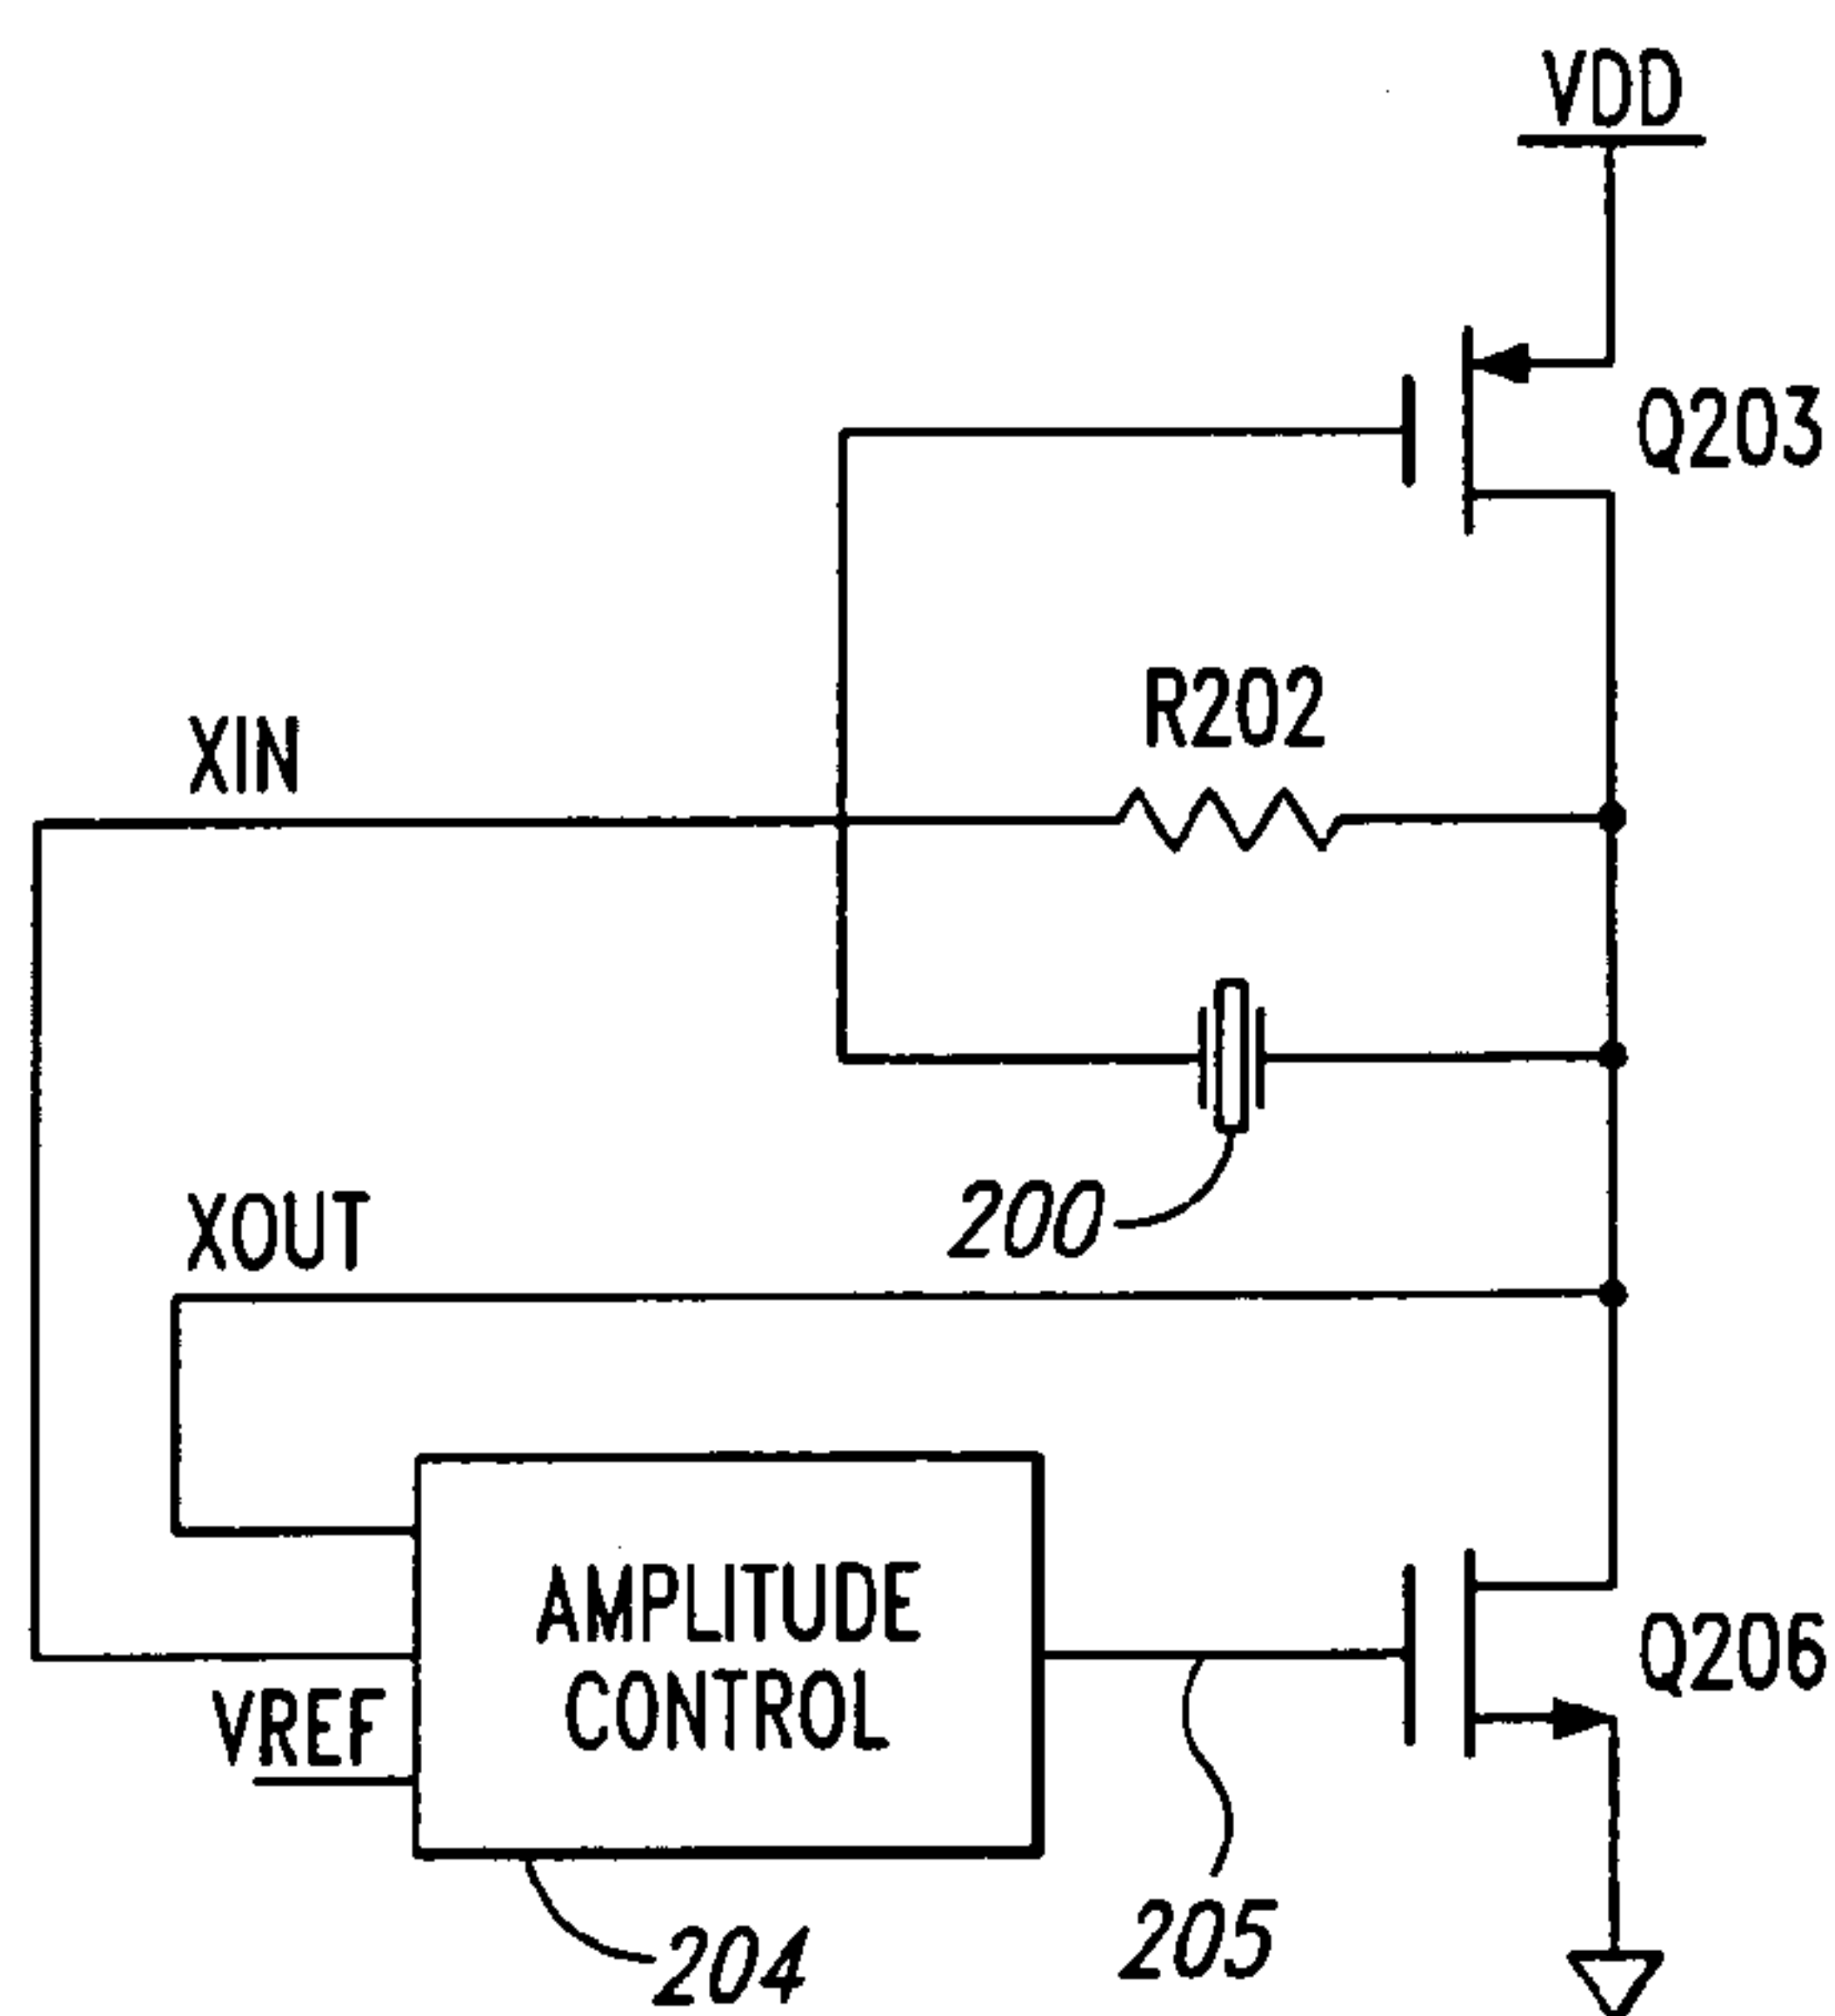 VDD
Q203
R202
XIN
200
XOUT
AMPLITUDE
CONTROL
Q206
VREF
205
204